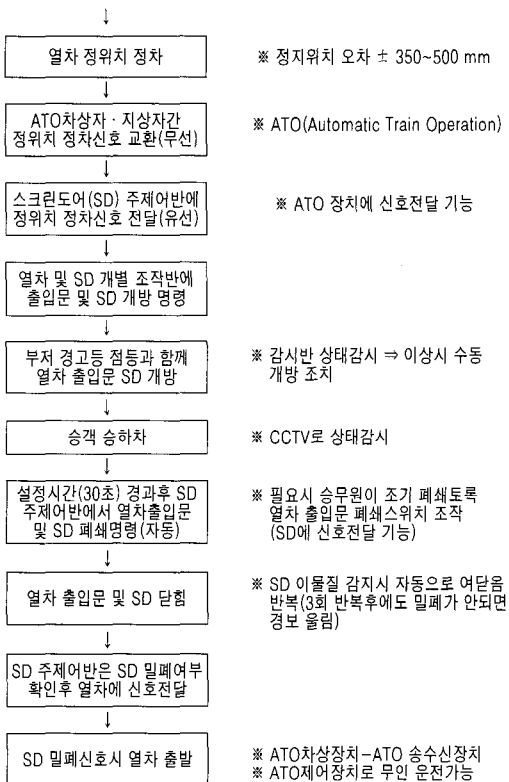 열차 정위치 정차
※ 정지위치 오차 ± 350~500 mm
ATO차상자 · 지상자간
정위치 정차신호 교환(무선)
※ ATO(Automatic Train Operation)
스크린도어(SD) 주제어반에
정위치 정차신호 전달(유선)
※ ATO 장치에 신호전달 기능
열차 및 SD 개별 조작반에
출입문 및 SD 개방 명령
부저 경고등 점등과 함께
열차 출입문 SD 개방
※ 감시반 상태감시 ⇒ 이상시 수동
개방 조치
승객 승하차
※ CCTV로 상태감시
설정시간(30초) 경과후 SD
주제어반에서 열차출입문
및 SD 폐쇄명령(자동)
※ 필요시 승무원이 조기 폐쇄토록
열차 출입문 폐쇄스위치 조작
(SD에 신호전달 기능)
열차 출입문 및 SD 닫힘
※ SD 이물질 감지시 자동으로 여닫음
반복(3회 반복후에도 밀폐가 안되면
경보 울림)
SD 주제어반은 SD 밀폐여부
확인후 열차에 신호전달
SD 밀폐신호시 열차 출발
※ ATO차상장치-ATO 송수신장치
※ ATO제어장치로 무인 운전가능